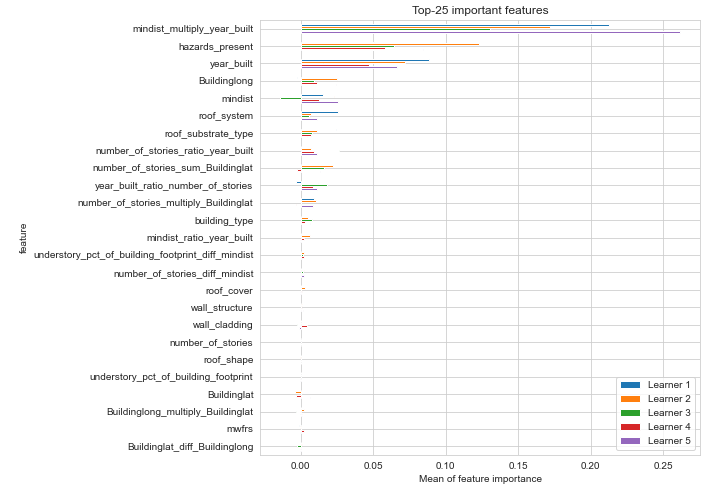 Top-25 important features
mindist_multiply_year_built
hazards_present
year_built
Buildinglong
mindist
roof_system
roof_substrate_type
number_of_stories_ratio_year_built
number_of_stories_sum_Buildinglat
year_built_ratio_number_of_stories
number_of_stories_multiply_Buildinglat
building_type
mindist_ratio_year_built
understory_pct_of_building_footprint_diff_mindist
number_of_stories_diff_mindist
roof_cover
wall_structure
wall_cladding
number_of_stories
roof_shape
understory_pct_of_building_footprint
Buildinglat
Buildinglong_multiply_Buildinglat
mwfrs
Buildinglat_diff_Buildinglong
feature
Learner 1
Learner 2
Learner 3
Learner 4
Learner 5
0.00 0.05 0.10 0.15 0.20 0.25
Mean of feature importance